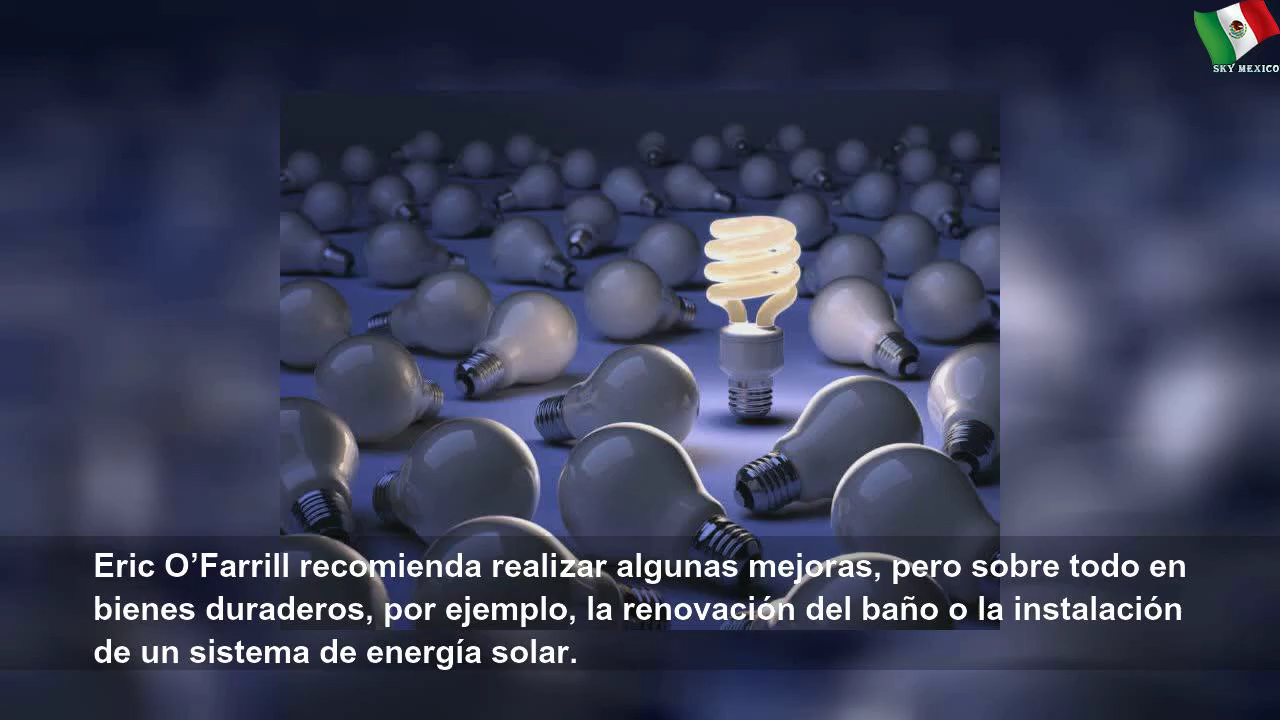 SKY MEXICO
Eric O’Farrill recomienda realizar algunas mejoras, pero sobre todo en
bienes duraderos, por ejemplo, la renovación del baño o la instalación
de un sistema de energía solar.